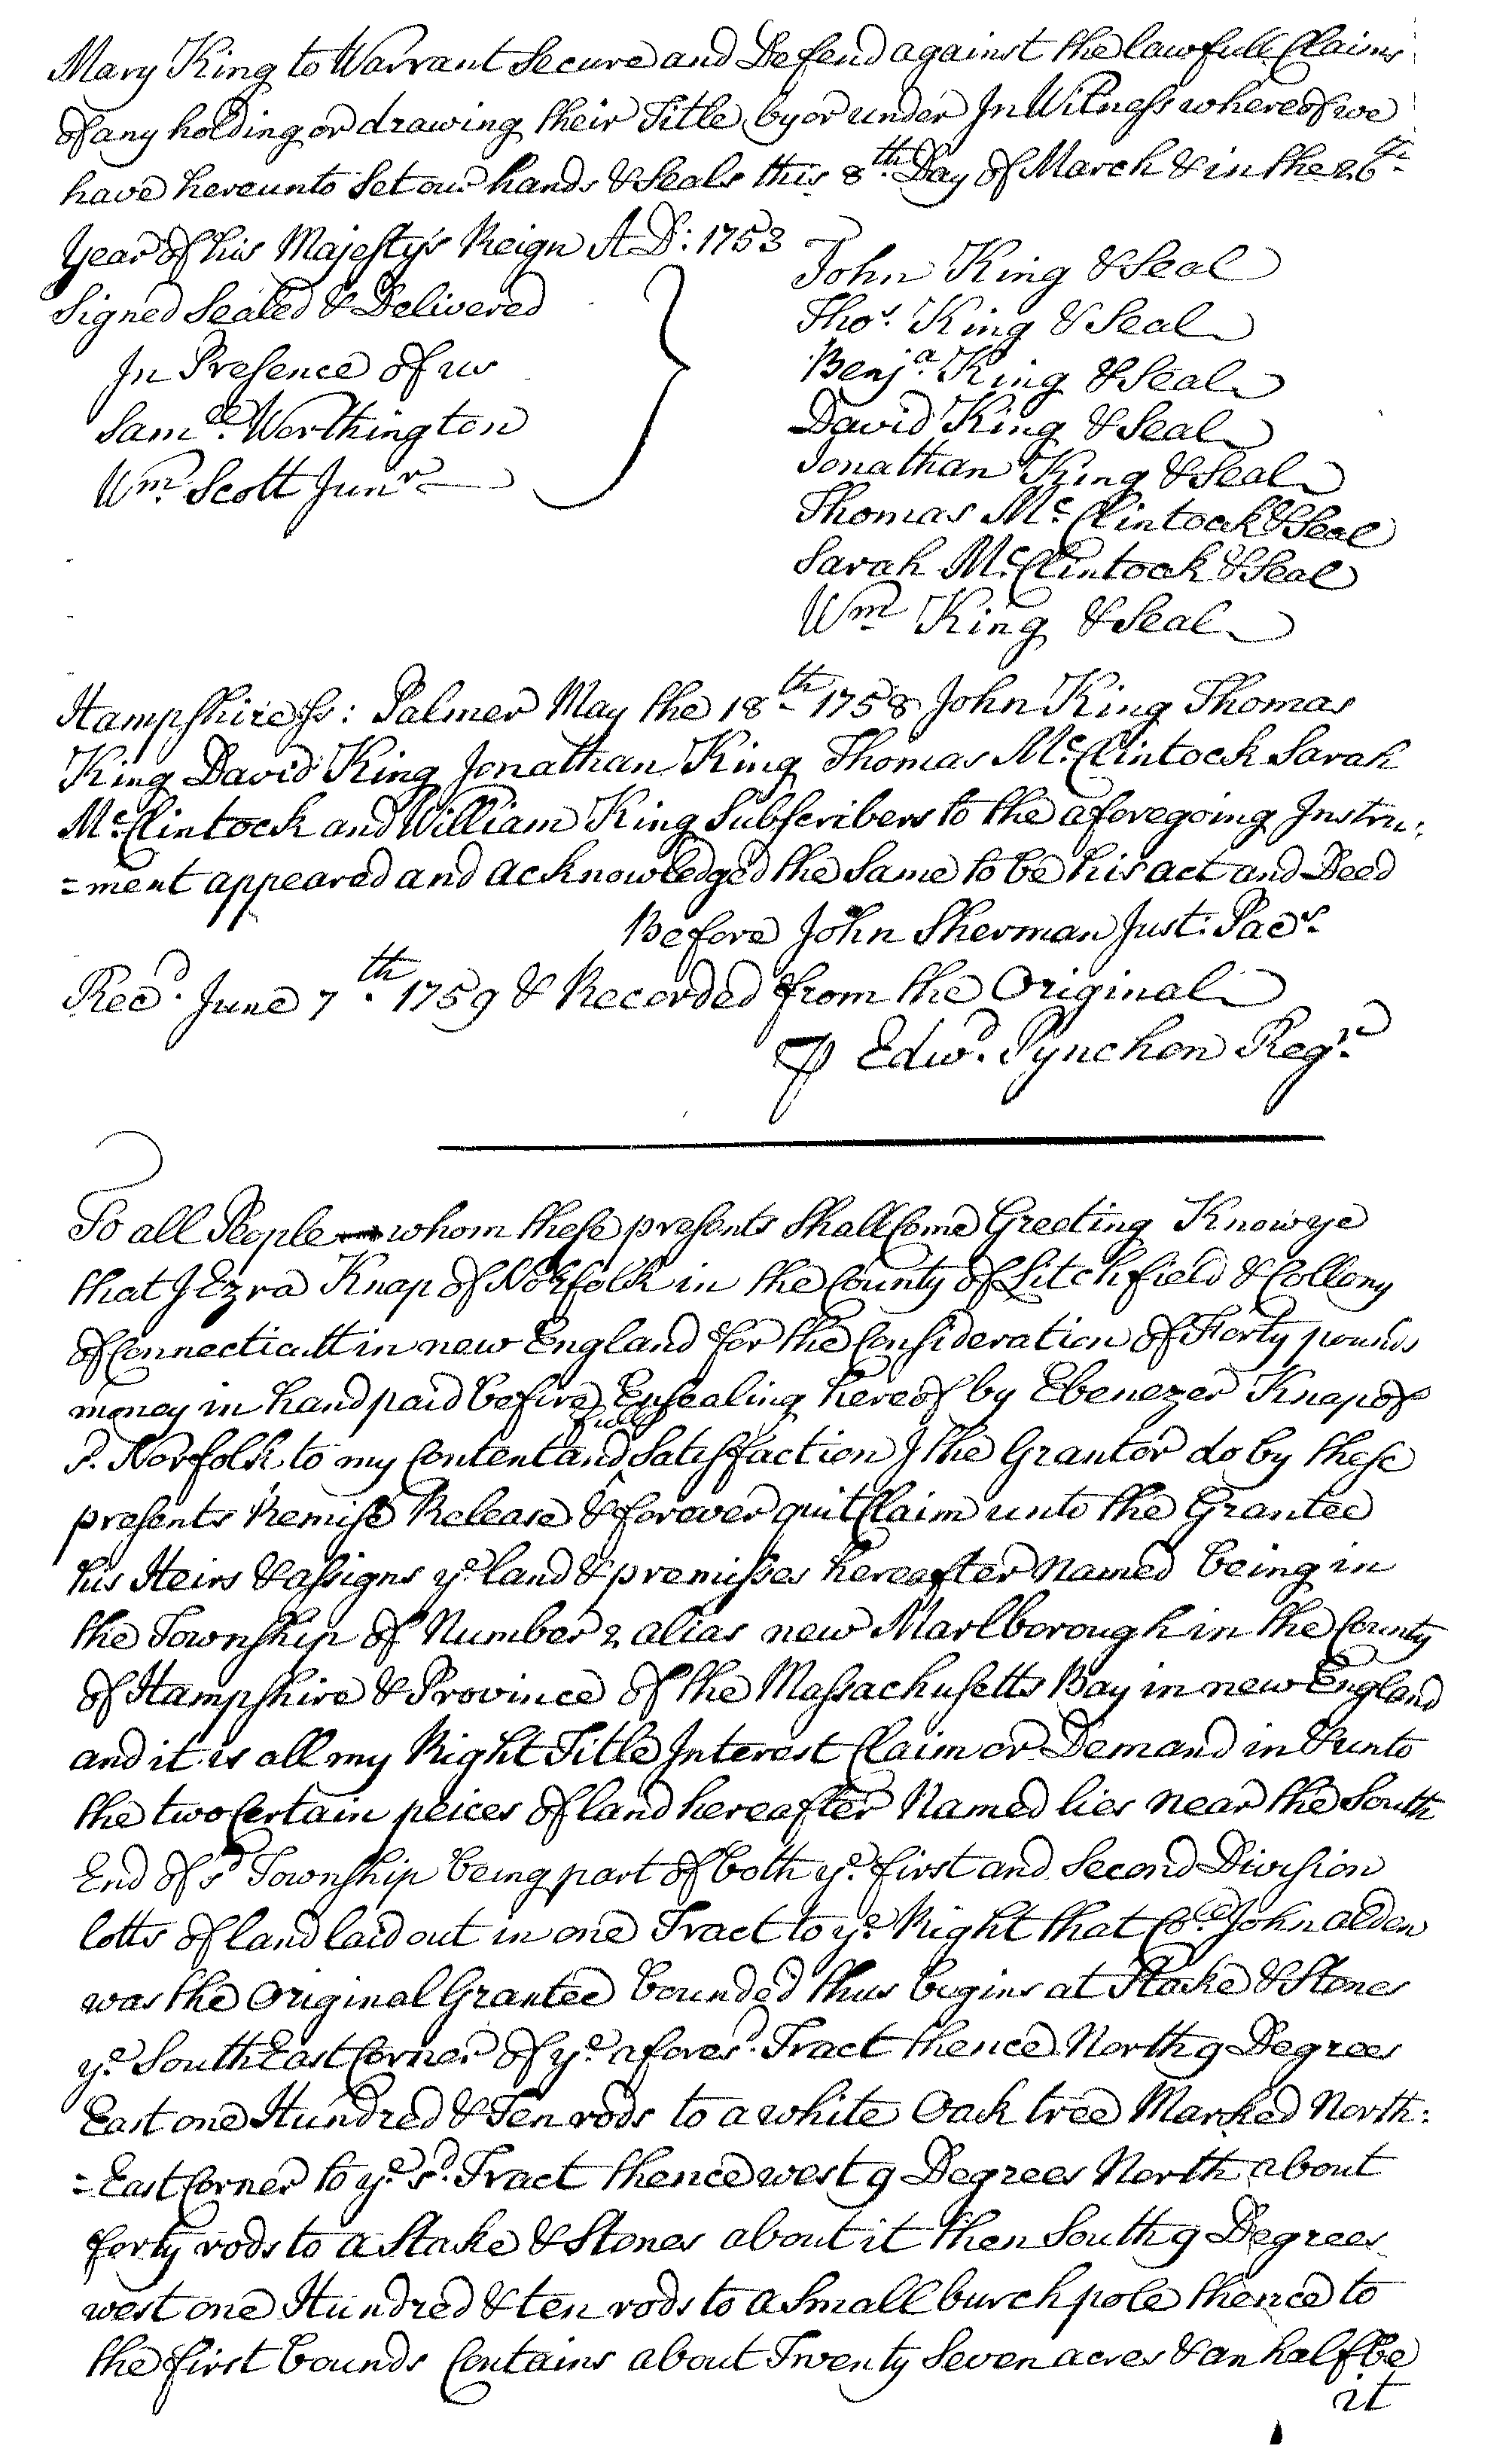 Mary King to Warrant Secure and Defend against the lawfull Claims
of any holding or drawing their Title by or under In Witness whereof we
have hereunto Set our hands & Seals this 8th. Day of March & in the 26th
Year of his Majesty's Reign A D: 1753
Signed Sealed & Delivered
In Presence of us
Samll. Worthington
Wm. Scott Junr
John King & Seal
Thos. King & Seal
Benja. King & Seal
David King & Seal
Jonathan King & Seal
Thomas Mc.Clintock & Seal
Sarah Mc.Clintock & Seal
Wm King & Seal
Hampshire Ss: Palmer May the 18th 1758 John King Thomas
King David King Jonathan King Thomas Mc.Clintock Sarah
Mc.Clintock and William King Subscribers to the aforegoing Instru:
=ment appeared and acknowledged the Same to be his act and Deed
Before John Sherman Just: Pacs.
Recd. June 7th. 1759 & Recorded from the Original
⅌ Edwd. Pynchon Regr.
To all People whom these presents Shall Come Greeting Know ye
that I Ezra Knap of Norfolk in the County of Litchfield & Collony
of Connecticutt in new England for the Consideration of Forty pounds
money in hand paid before Ensealing hereof by Ebenezer Knap of
s. Norfolk to my Content and full Satisfaction I the Grantor do by these
presents Remise Release & forever quit Claim unto the Grantee
his Heirs & assigns ye. land & premisses hereafter Named being in
the Township of Number 2 alias new Marlborough in the County
of Hampshire & Province of the Massachusetts Bay in new England
and it is all my Right Title Interest Claim or Demand in & unto
the two Certain peices of land hereafter Named lies near the South
End of sd Township being part of both ye. first and Second Division
lotts of land laid out in one Tract to ye. Right that Coll. John alden
was the Original Grantee bounded thus begins at Stake & Stones
ye. South East Corner of ye. afores.d Tract thence North 9 Degrees
East one Hundred & Ten rods to a white Oack tree Marked North:
=East Corner to ye. sd. Tract thence west 9 Degrees North about
forty rods to a Stake & Stones about it then South 9 Degrees
west one Hundred & ten rods to a Small burch pole thence to
the first bounds Contains about Twenty Seven acres & an half be
it